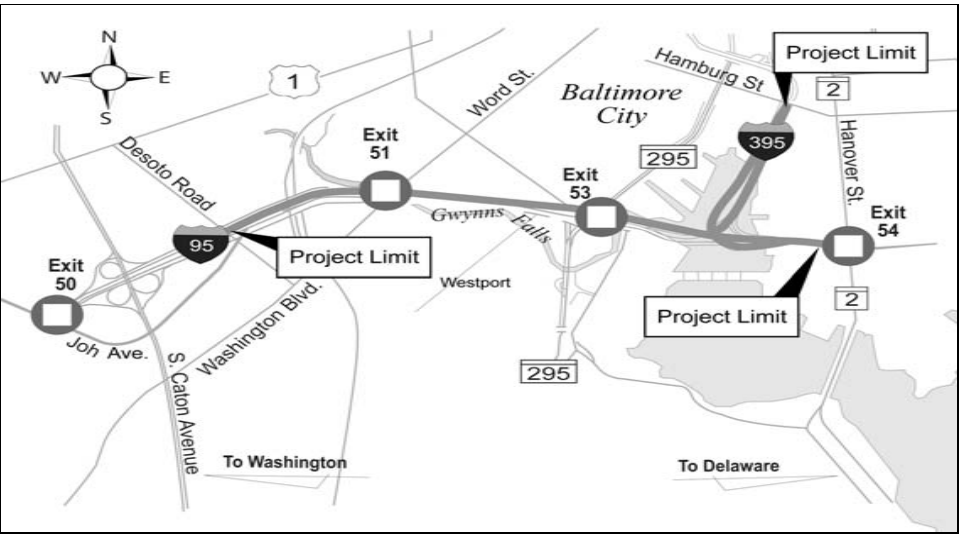 N
W E
S
1
Word St.
Baltimore
City
Hamburg St
Project Limit
2
Hanover St.
395
295
Desoto Road
Exit
51
Exit
53
Gwynns
Falls
Exit
54
95
Project Limit
Exit
50
Westport
Project Limit
2
Joh Ave.
Washington Blvd.
S. Caton Avenue
295
To Washington
To Delaware